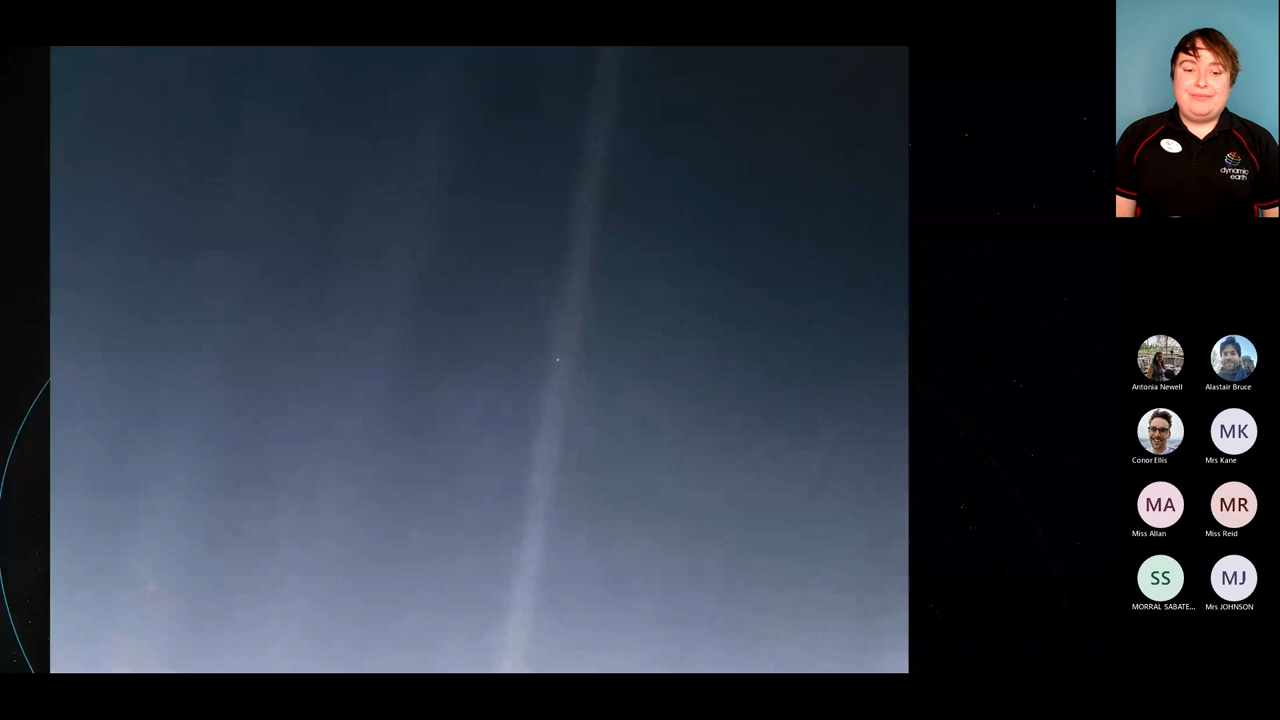 dynamic
earth
Antonia Newell
Alastair Bruce
Conor Ellis
MK
Mrs Kane
MA
Miss Allan
MR
Miss Reid
SS
MORRAL SABATE...
MJ
Mrs JOHNSON